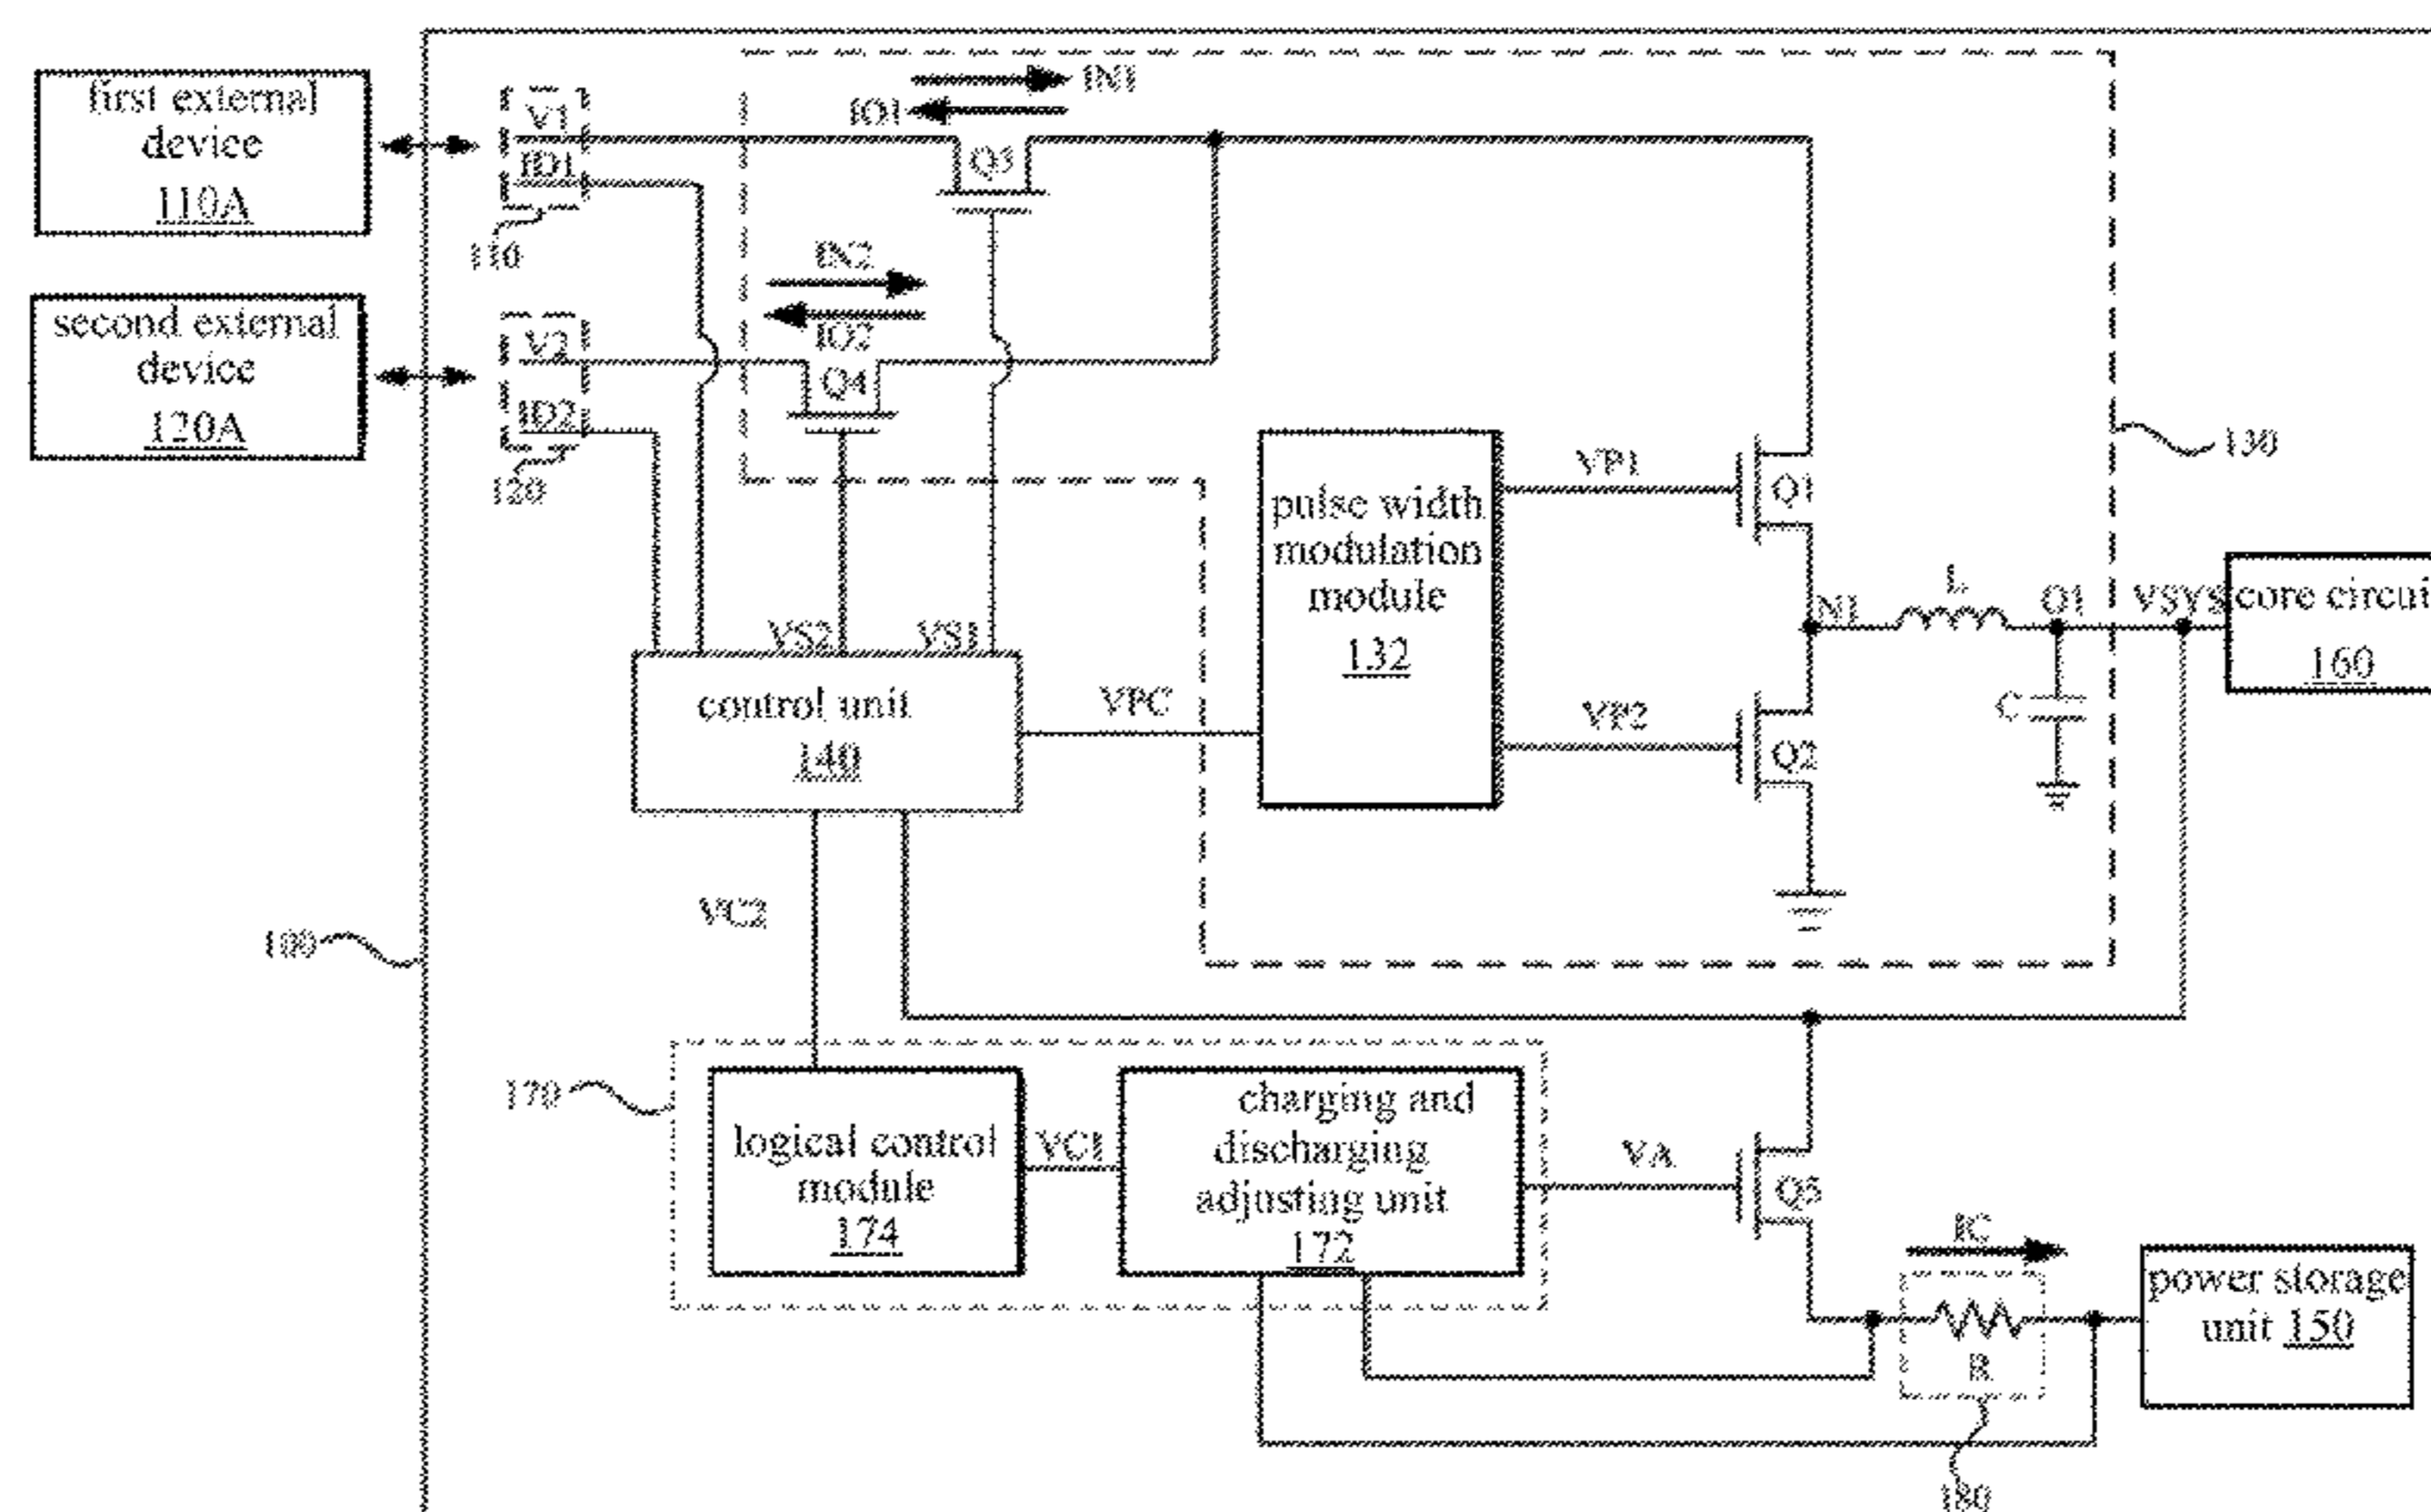 first external
device
110A
V1
ID1
110
IO1
IN1
Q3
second external
device
120A
V2
ID2
120
IN2
IO2
Q4
130
pulse width
modulation
module
132
VP1
Q1
VP2
Q2
N1
L
O1
VSYS
C
core circui
160
VS2
VS1
control unit
140
VPC
VC2
100
170
logical control
module
174
VC1
charging and
discharging
adjusting unit
172
VA
Q5
IC
R
180
power storage
unit 150